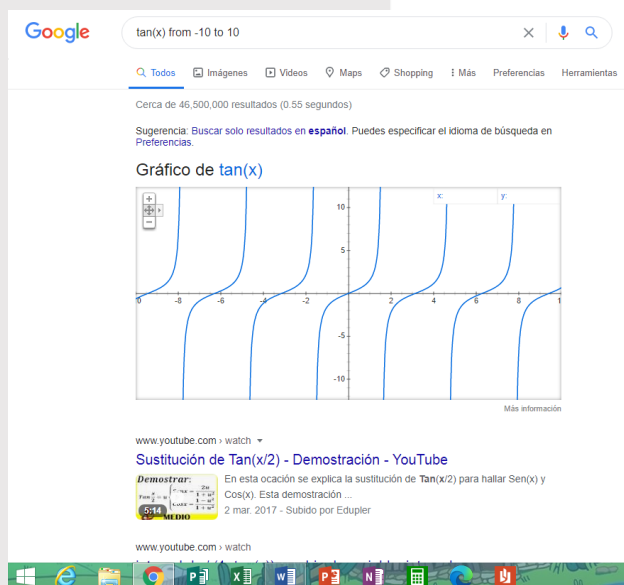 Google
tan(x) from -10 to 10
Todos Imágenes Videos Maps Shopping Más Preferencias Herramientas
Cerca de 46,500,000 resultados (0.55 segundos)
Sugerencia: Buscar solo resultados en español. Puedes especificar el idioma de búsqueda en
Preferencias.
Gráfico de tan(x)
x: y:
10
5
0 -8 -6 -4 -2 2 4 6 8 1
-5
-10
Más información
www.youtube.com › watch
Sustitución de Tan(x/2) - Demostración - YouTube
Demostrar:
5:14
MEDIO
En esta ocación se explica la sustitución de Tan(x/2) para hallar Sen(x) y
Cos(x). Esta demostración ...
2 mar. 2017 - Subido por Edupler
www.youtube.com › watch